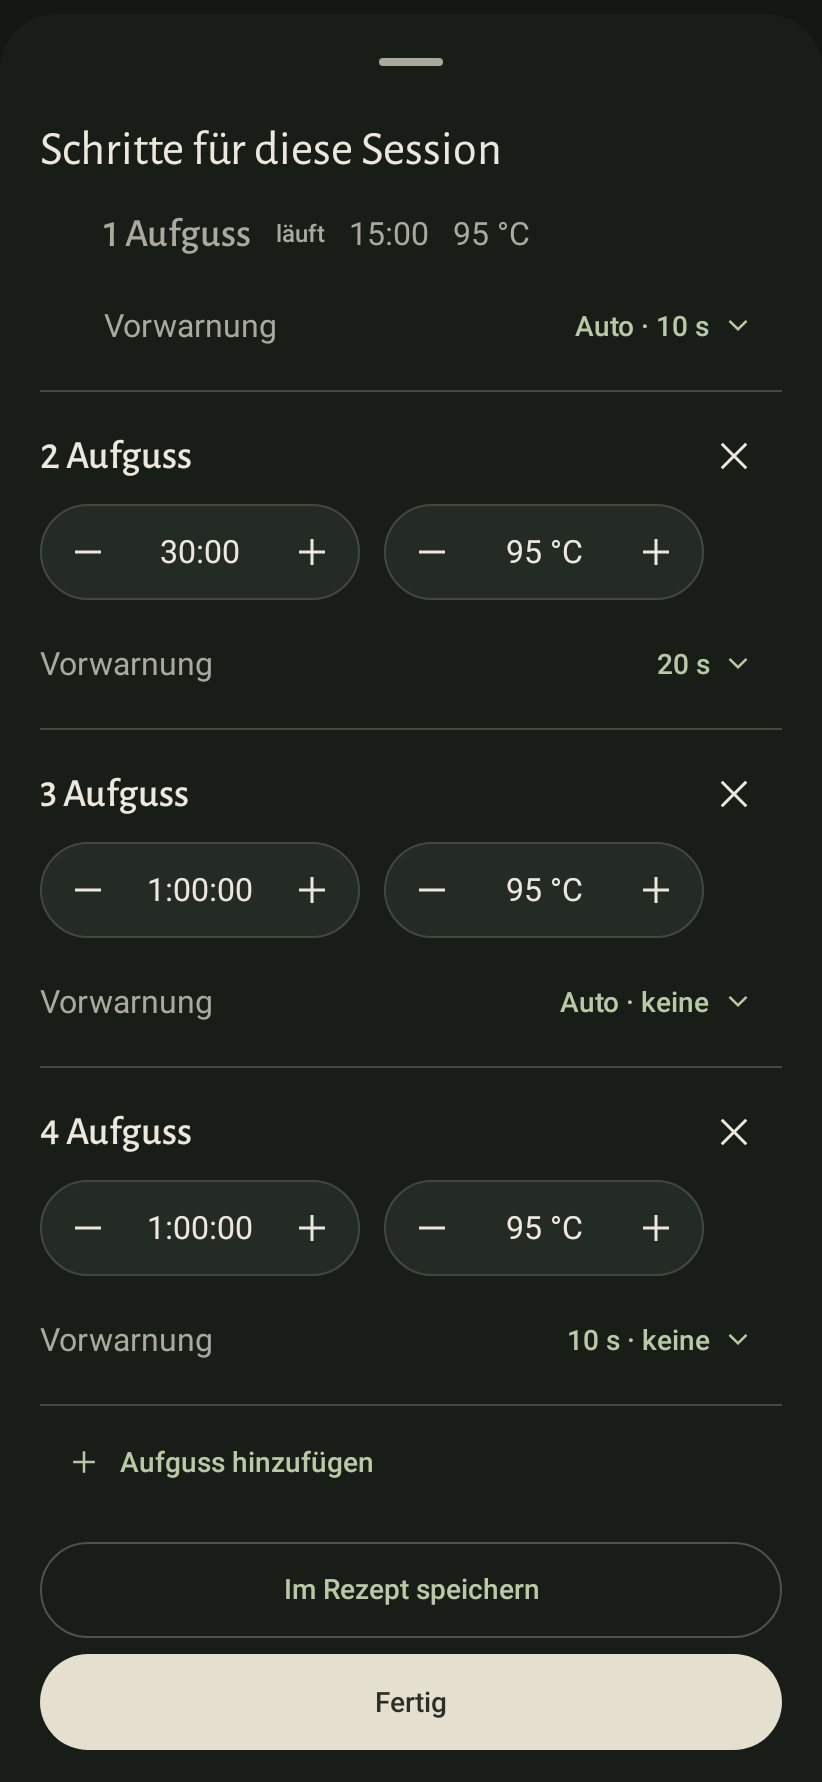 Schritte für diese Session
1 Aufguss läuft 15:00 95 °C
Vorwarnung Auto · 10 s
2 Aufguss
30:00 95 °C
Vorwarnung 20 s
3 Aufguss
1:00:00 95 °C
Vorwarnung Auto · keine
4 Aufguss
1:00:00 95 °C
Vorwarnung 10 s · keine
Aufguss hinzufügen
Im Rezept speichern
Fertig